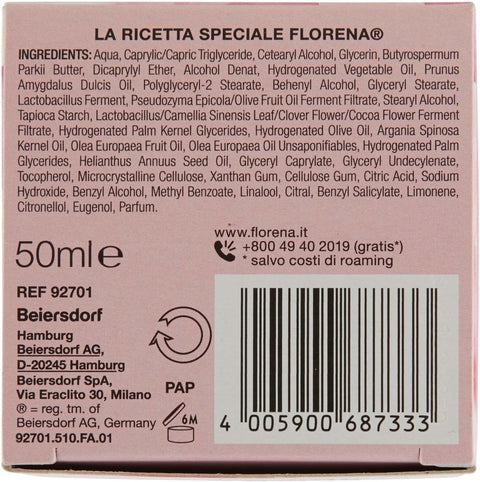 LA RICETTA SPECIALE FLORENA®
INGREDIENTS: Aqua, Caprylic/Capric Triglyceride, Cetearyl Alcohol, Glycerin, Butyrospermum
Parkii Butter, Dicaprylyl Ether, Alcohol Denat, Hydrogenated Vegetable Oil, Prunus
Amygdalus Dulcis Oil, Polyglyceryl-2 Stearate, Behenyl Alcohol, Glyceryl Stearate,
Lactobacillus Ferment, Pseudozyma Epicola/Olive Fruit Oil Ferment Filtrate, Stearyl Alcohol,
Tapioca Starch, Lactobacillus/Camellia Sinensis Leaf/Clover Flower/Cocoa Flower Ferment
Filtrate, Hydrogenated Palm Kernel Glycerides, Hydrogenated Olive Oil, Argania Spinosa
Kernel Oil, Olea Europaea Fruit Oil, Olea Europaea Oil Unsaponifiables, Hydrogenated Palm
Glycerides, Helianthus Annuus Seed Oil, Glyceryl Caprylate, Glyceryl Undecylenate,
Tocopherol, Microcrystalline Cellulose, Xanthan Gum, Cellulose Gum, Citric Acid, Sodium
Hydroxide, Benzyl Alcohol, Methyl Benzoate, Linalool, Citral, Benzyl Salicylate, Limonene,
Citronellol, Eugenol, Parfum.
www.florena.it
+800 49 40 2019 (gratis*)
* salvo costi di roaming
50ml e
REF 92701
Beiersdorf
Hamburg
Beiersdorf AG,
D-20245 Hamburg
Beiersdorf SpA,
Via Eraclito 30, Milano
® = reg. tm. of
Beiersdorf AG, Germany
92701.510.FA.01
PAP
6M
4 005900 687333